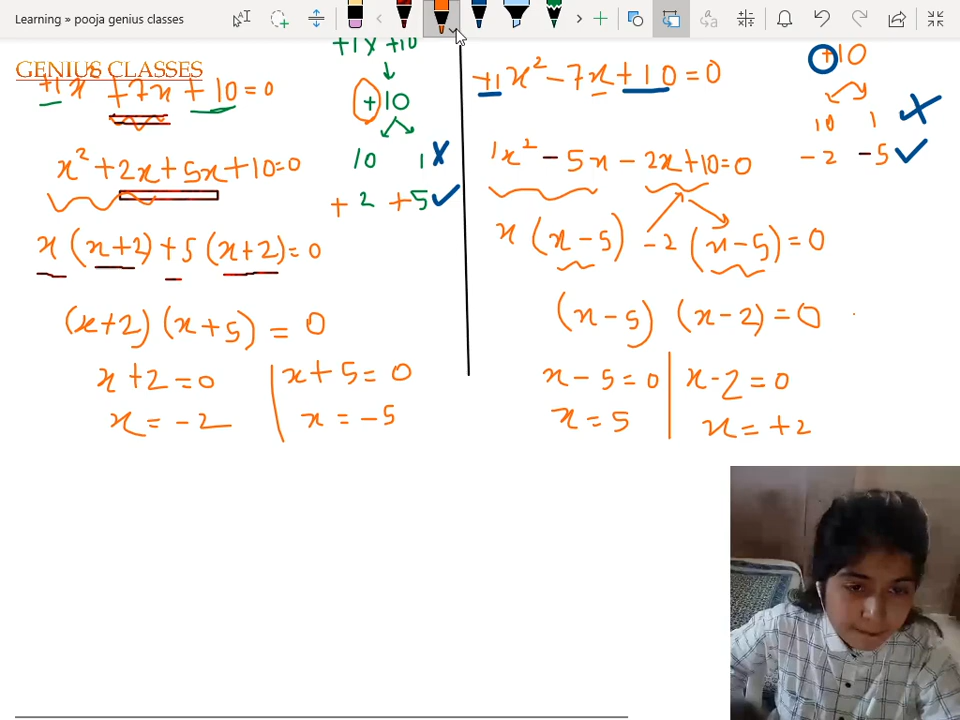 Learning » pooja genius classes
GENIUS CLASSES
+1x² + 7x + 10 = 0
x² + 2x + 5x + 10 = 0
x (x+2) + 5 (x+2) = 0
(x+2) (x+5) = 0
x + 2 = 0 | x + 5 = 0
x = -2 | x = -5
+1 x +10
+10
10 1 ×
+2 +5 ✓
+1x² - 7x + 10 = 0
1x² - 5x - 2x + 10 = 0
x (x-5) - 2 (x-5) = 0
(x-5) (x-2) = 0
x - 5 = 0 | x - 2 = 0
x = 5 | x = +2
+10
10 1 ×
-2 -5 ✓